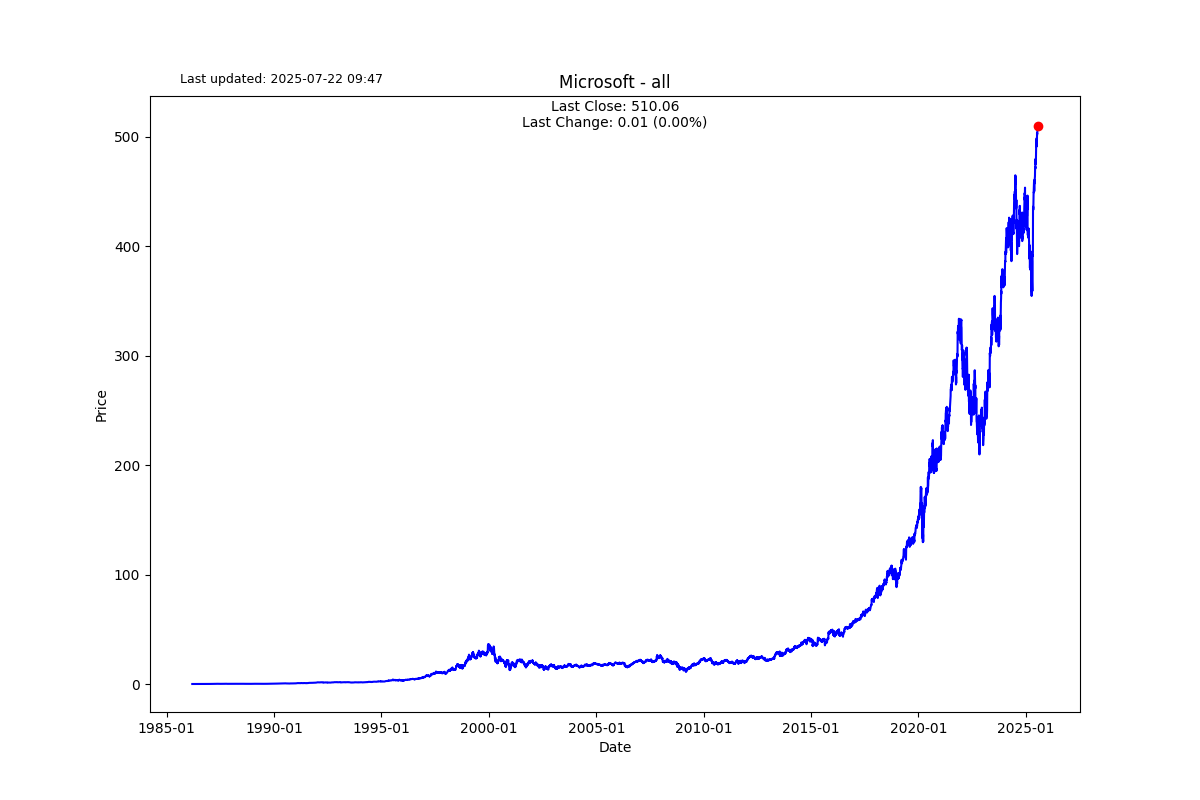 Last updated: 2025-07-22 09:47
Microsoft - all
Last Close: 510.06
Last Change: 0.01 (0.00%)
500
400
300
200
100
0
Price
1985-01 1990-01 1995-01 2000-01 2005-01 2010-01 2015-01 2020-01 2025-01
Date